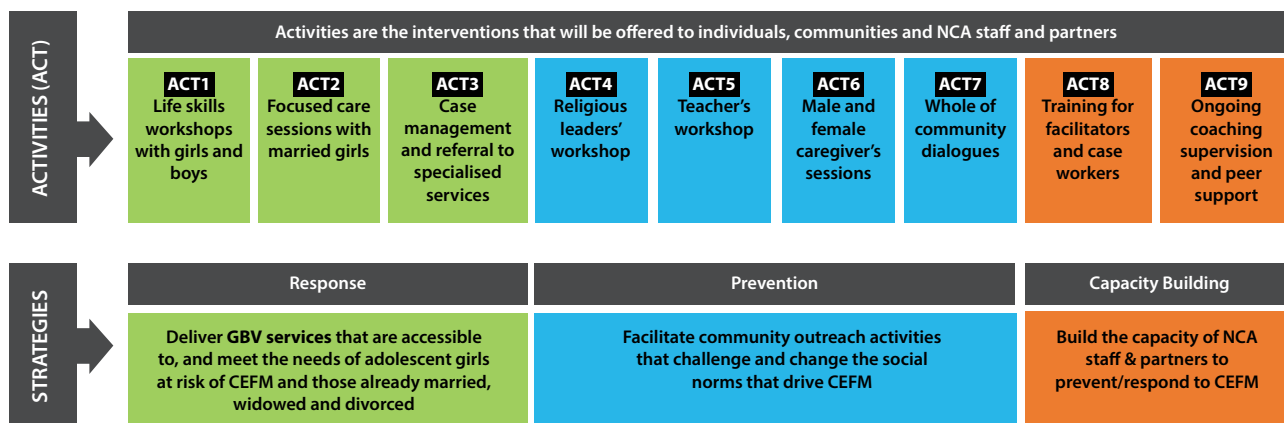 ACTIVITIES (ACT)
Activities are the interventions that will be offered to individuals, communities and NCA staff and partners
ACT1
Life skills
workshops
with girls and
boys
ACT2
Focused care
sessions with
married girls
ACT3
Case
management
and referral to
specialised
services
ACT4
Religious
leaders’
workshop
ACT5
Teacher’s
workshop
ACT6
Male and
female
caregiver’s
sessions
ACT7
Whole of
community
dialogues
ACT8
Training for
facilitators
and case
workers
ACT9
Ongoing
coaching
supervision
and peer
support
STRATEGIES
Response
Deliver GBV services that are accessible
to, and meet the needs of adolescent girls
at risk of CEFM and those already married,
widowed and divorced
Prevention
Facilitate community outreach activities
that challenge and change the social
norms that drive CEFM
Capacity Building
Build the capacity of NCA
staff & partners to
prevent/respond to CEFM